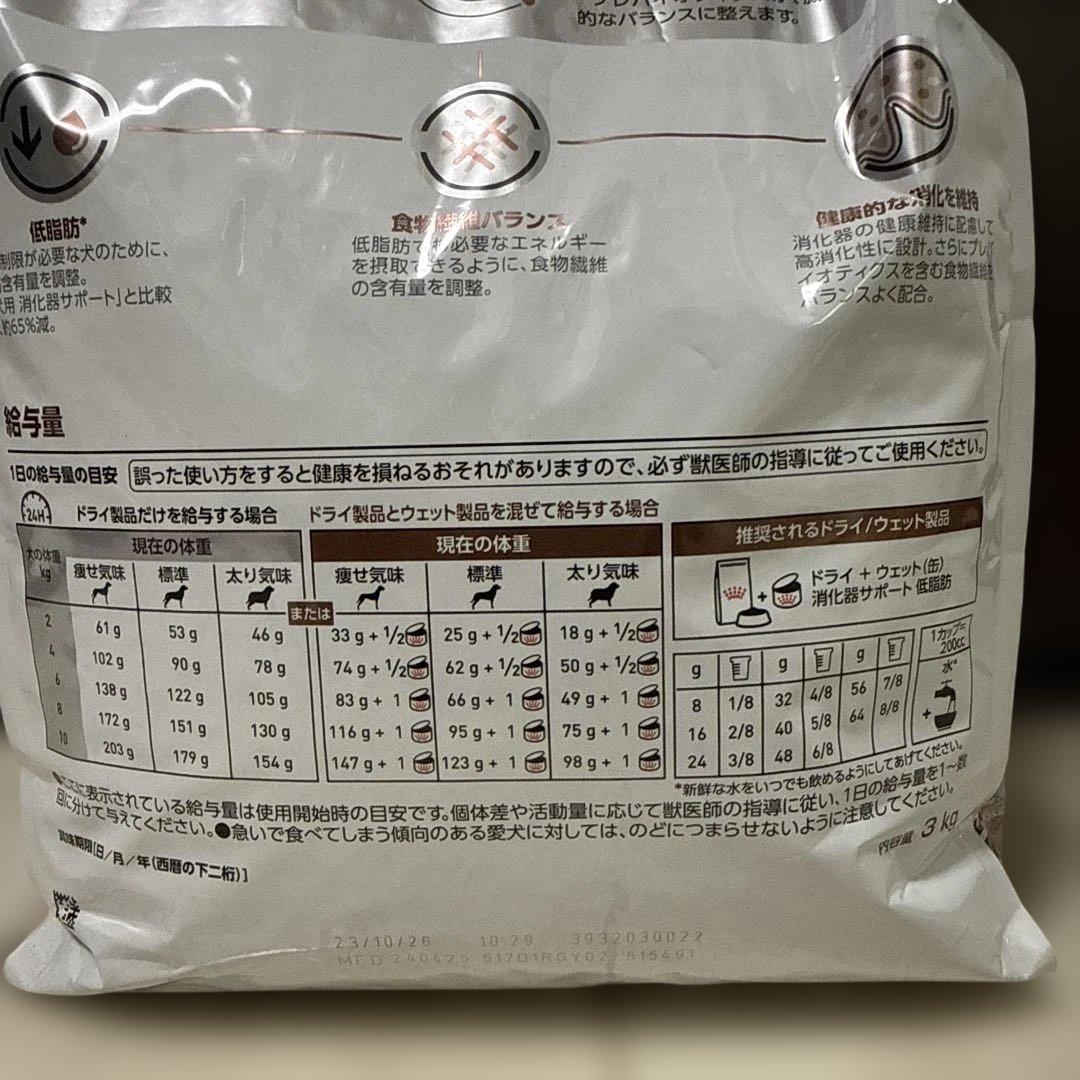 的なバランスに整えます。
低脂肪*
制限が必要な犬のために、
含有量を調整。
犬用 消化器サポート」と比較
約65%減。
食物繊維バランス
低脂肪でも必要なエネルギー
を摂取できるように、食物繊維
の含有量を調整。
健康的な消化を維持
消化器の健康維持に配慮して
高消化性に設計。さらにプレバ
イオティクスを含む食物繊維を
バランスよく配合。
給与量
1日の給与量の目安 誤った使い方をすると健康を損ねるおそれがありますので、必ず獣医師の指導に従ってご使用ください。
24H ドライ製品だけを給与する場合 ドライ製品とウェット製品を混ぜて給与する場合
犬の体重 kg 現在の体重 現在の体重
痩せ気味 標準 太り気味 または 痩せ気味 標準 太り気味
2 61 g 53 g 46 g 33 g + 1/2 25 g + 1/2 18 g + 1/2
4 102 g 90 g 78 g 74 g + 1/2 62 g + 1/2 50 g + 1/2
6 138 g 122 g 105 g 83 g + 1 66 g + 1 49 g + 1
8 172 g 151 g 130 g 116 g + 1 95 g + 1 75 g + 1
10 203 g 179 g 154 g 147 g + 1 123 g + 1 98 g + 1
推奨されるドライ/ウェット製品
ドライ + ウェット(缶)
消化器サポート 低脂肪
g g g 1カップ=
200cc
8 1/8 32 4/8 56 7/8 水*
16 2/8 40 5/8 64 8/8 +
24 3/8 48 6/8
*新鮮な水をいつでも飲めるようにしてあげてください。
●ここに表示されている給与量は使用開始時の目安です。個体差や活動量に応じて獣医師の指導に従い、1日の給与量を1〜数
回に分けて与えてください。●急いで食べてしまう傾向のある愛犬に対しては、のどにつまらせないように注意してください。
賞味期限[日/月/年(西暦の下二桁)]
内容量 3 kg
23/10/26 10:29 3932030022
MFD 240425 517D1RGY02 615491